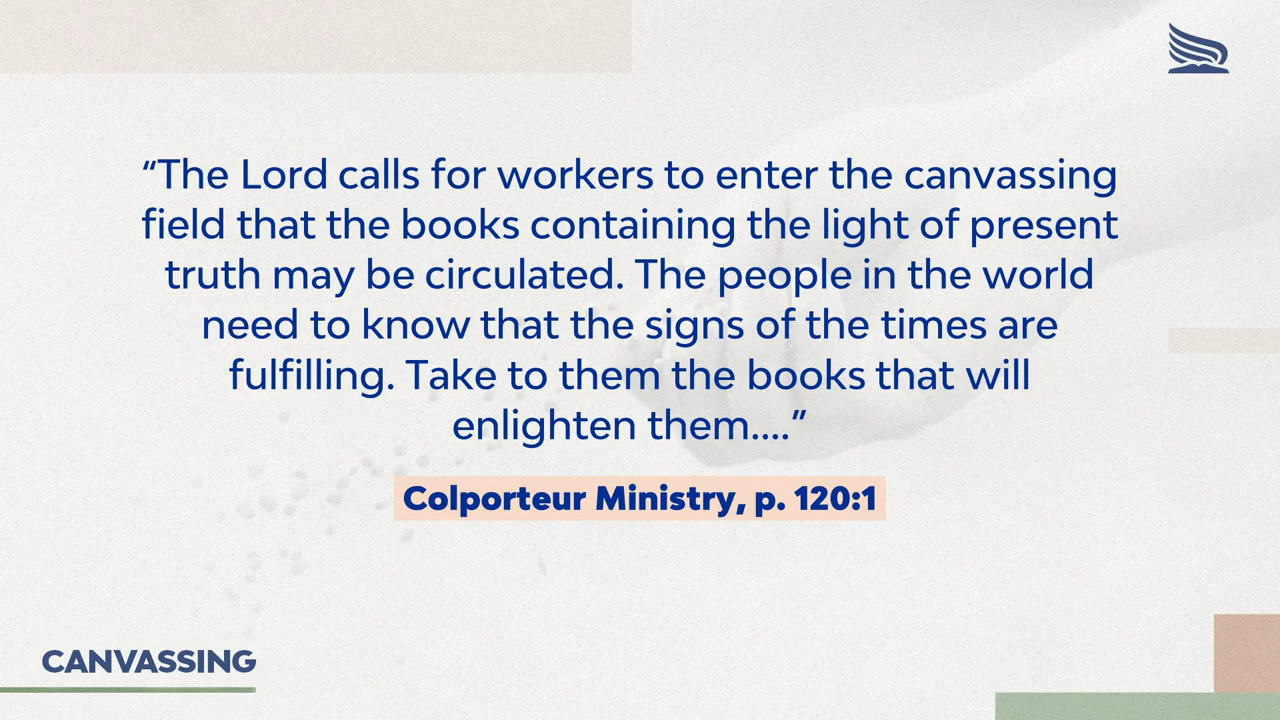 “The Lord calls for workers to enter the canvassing
field that the books containing the light of present
truth may be circulated. The people in the world
need to know that the signs of the times are
fulfilling. Take to them the books that will
enlighten them....”
Colporteur Ministry, p. 120:1
CANVASSING